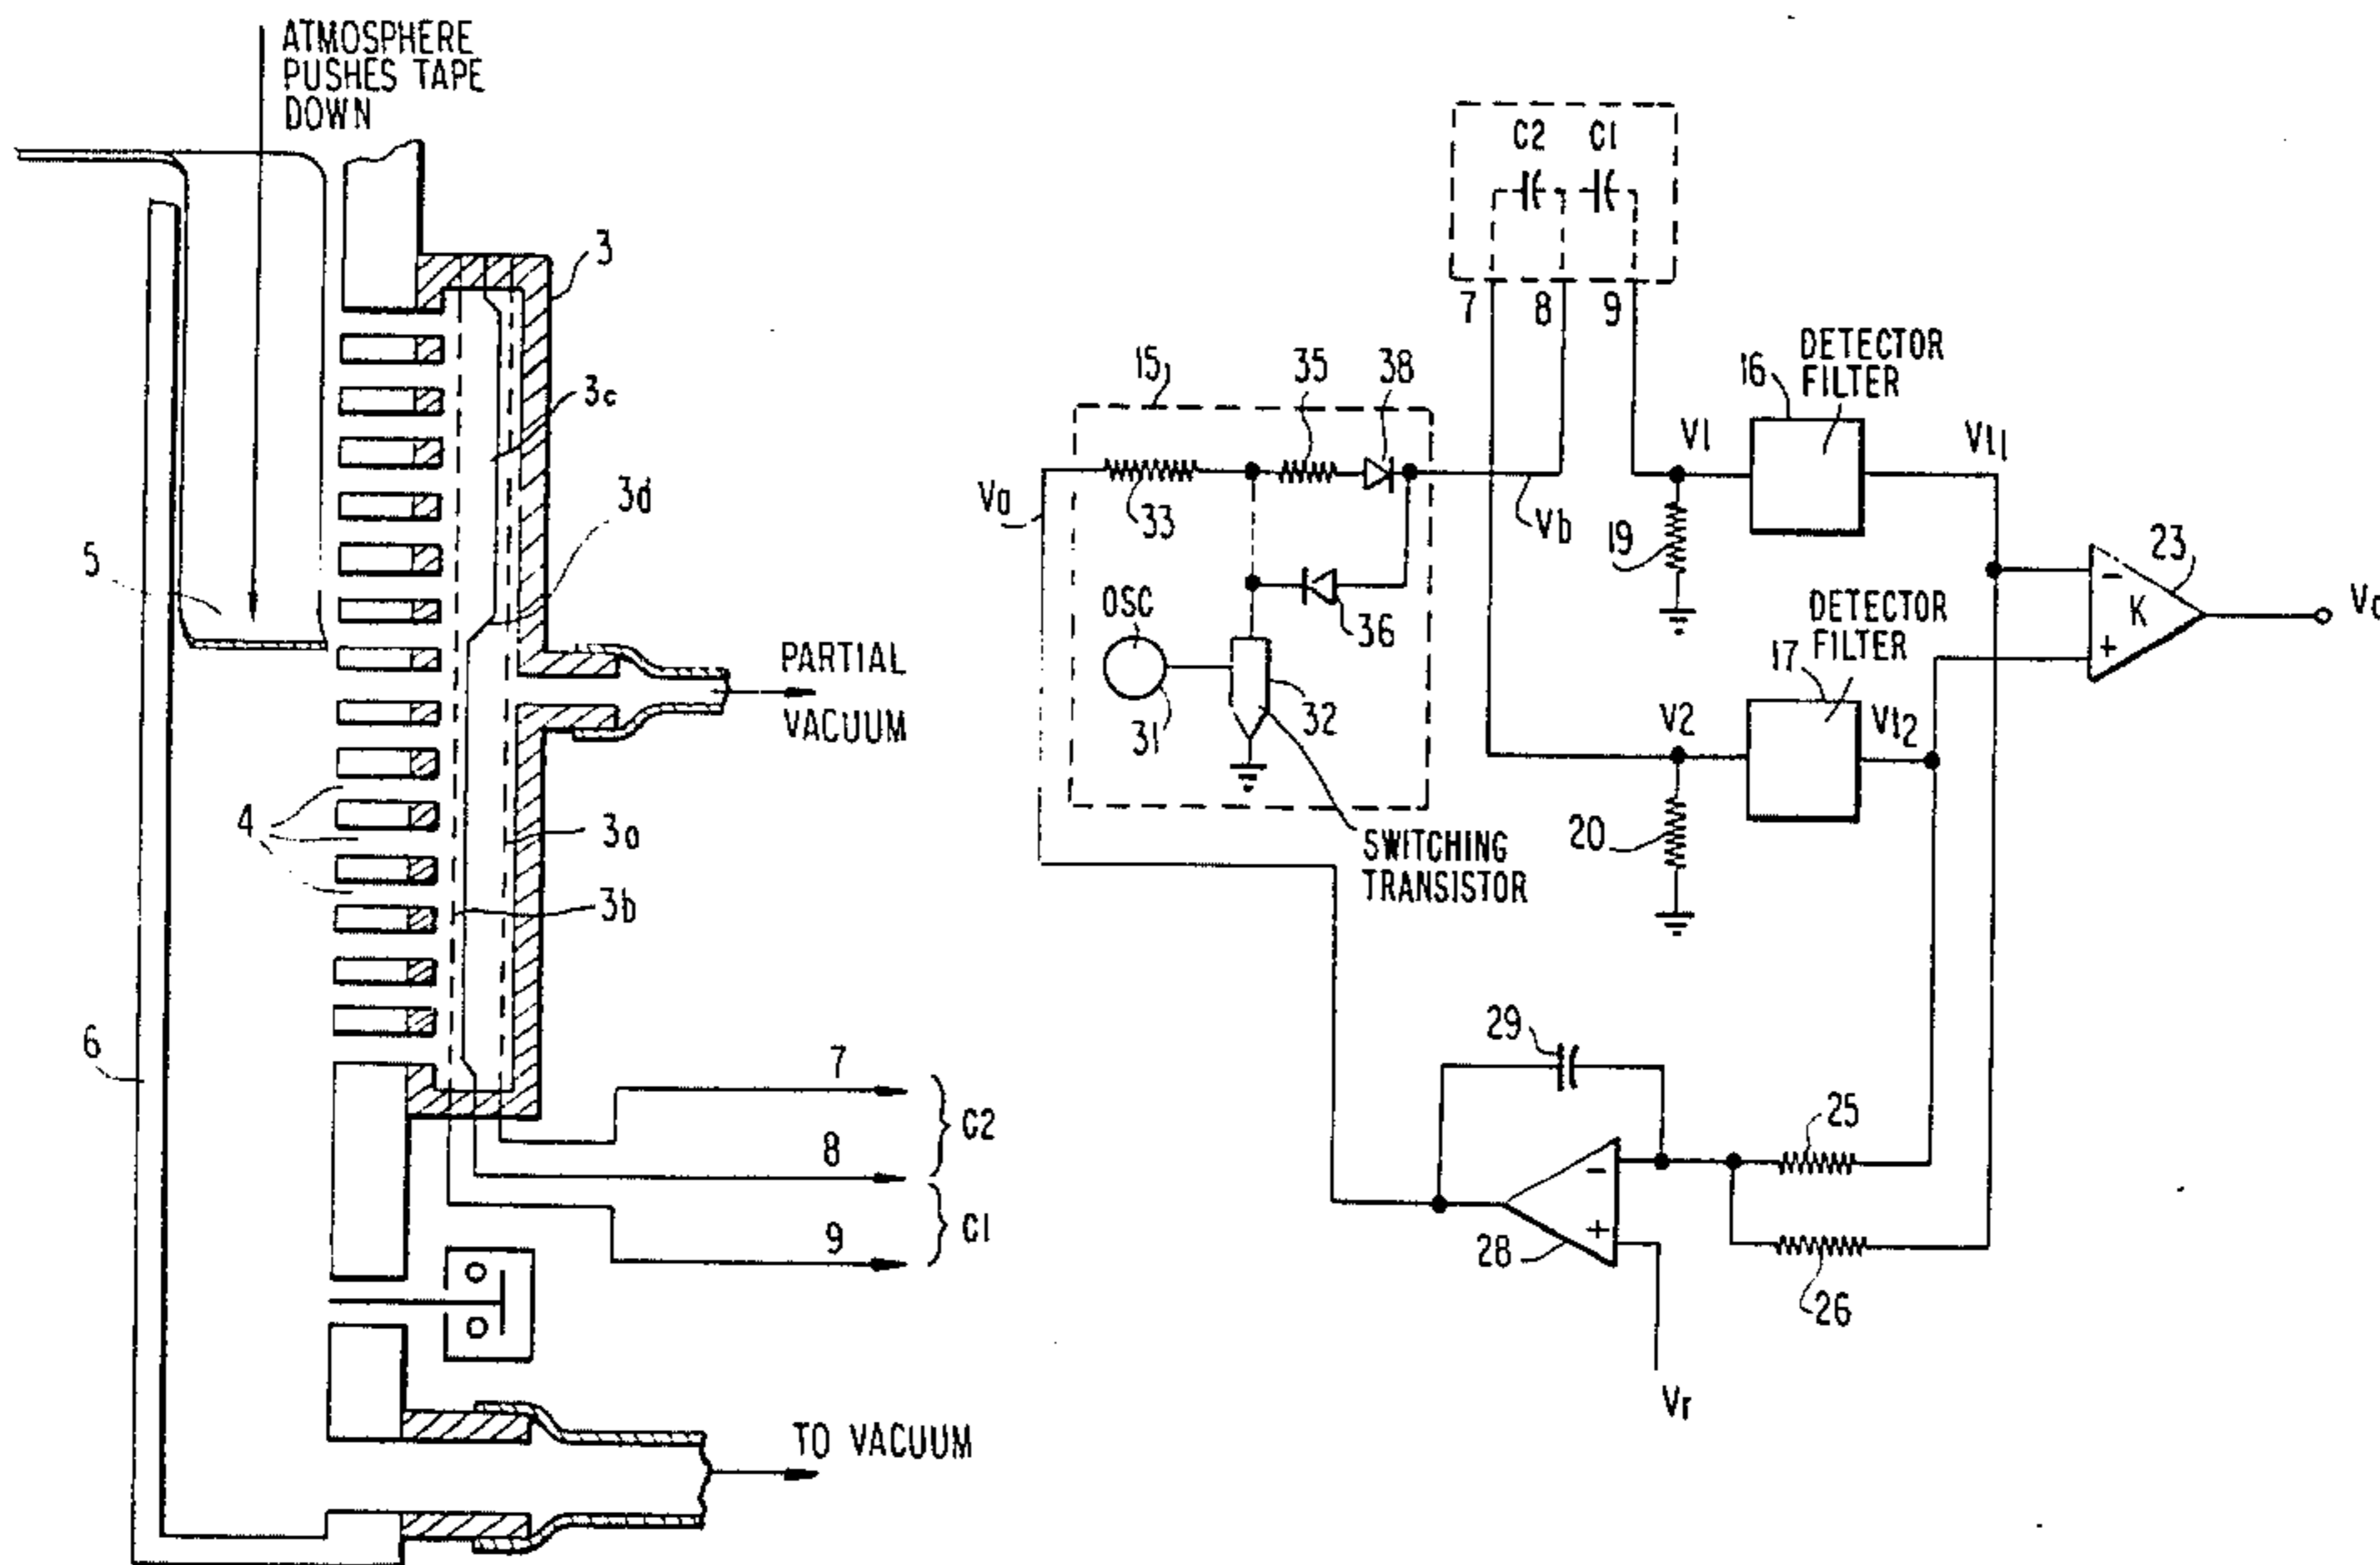 ATMOSPHERE
PUSHES TAPE
DOWN
3
3c
3d
5
PARTIAL
VACUUM
4
3a
3b
6
7
8
9
C2
C1
TO VACUUM
C2 C1
7 8 9
15
35
38
DETECTOR
FILTER
16
V1
Vt1
Va
33
Vb
19
OSC
36
31
32
DETECTOR
FILTER
17
V2
Vt2
20
SWITCHING
TRANSISTOR
23
-
K
+
29
25
-
+
28
26
Vr